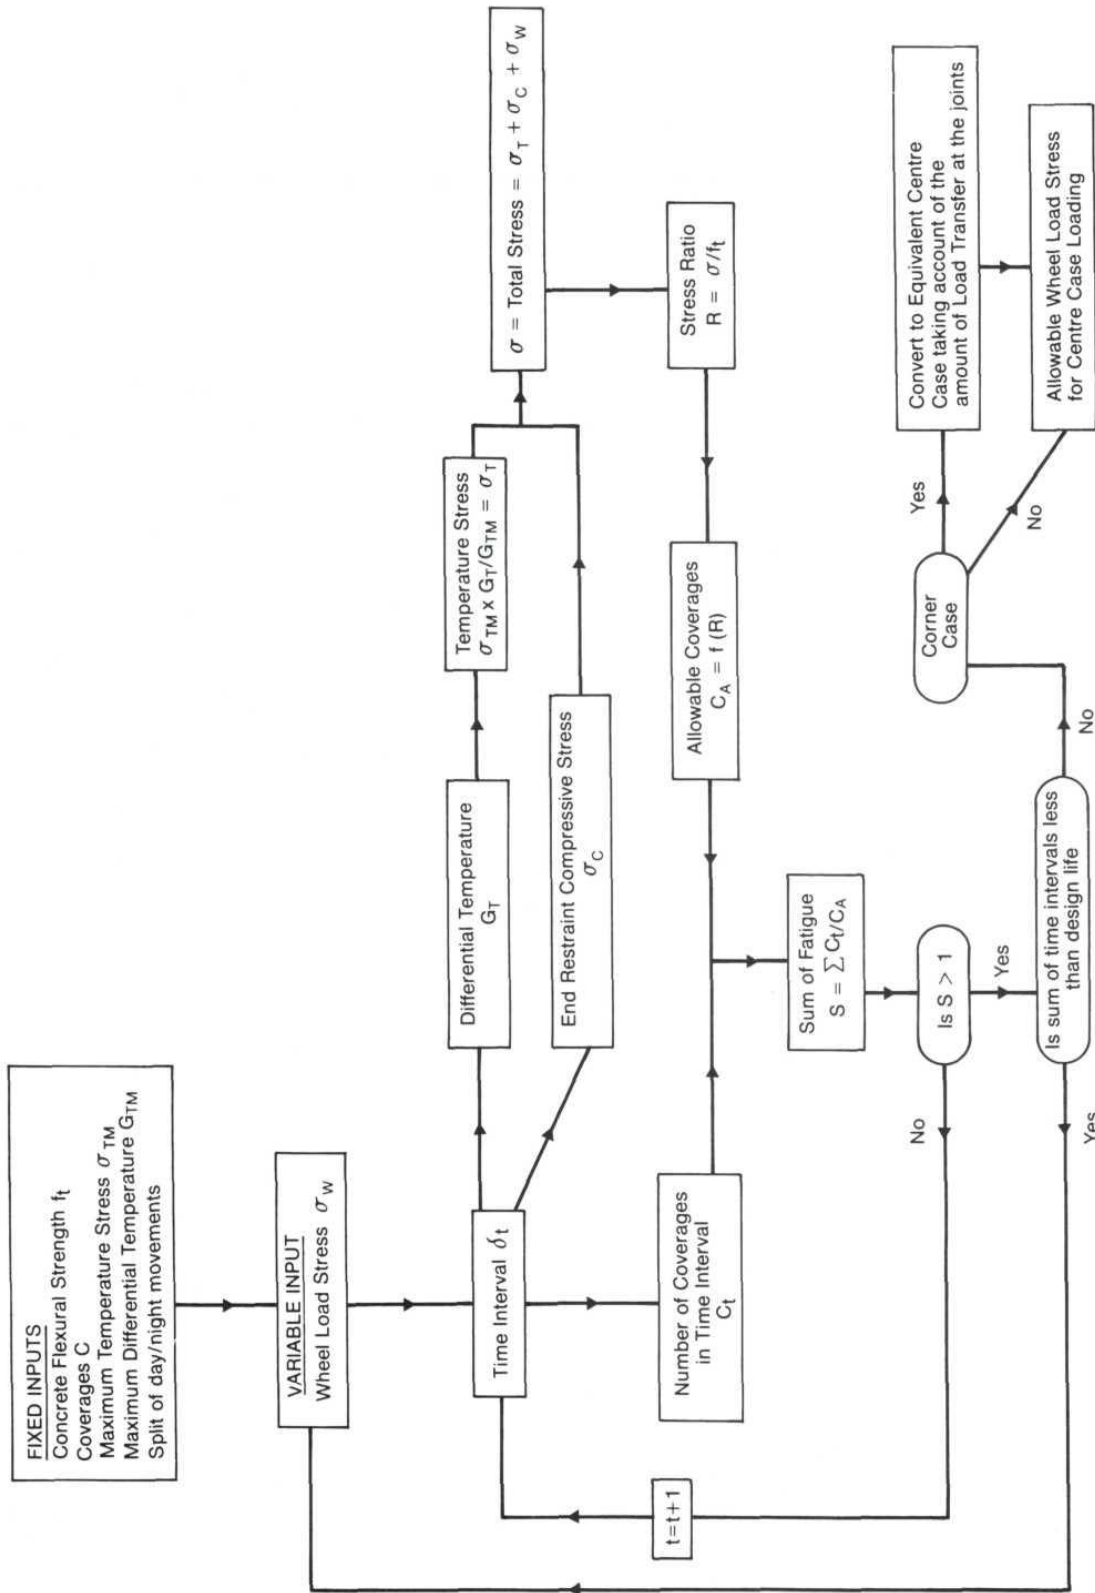 FIXED INPUTS
Concrete Flexural Strength fₜ
Coverages C
Maximum Temperature Stress σ_TM
Maximum Differential Temperature G_TM
Split of day/night movements
VARIABLE INPUT
Wheel Load Stress σ_W
Time Interval δₜ
Differential Temperature
G_T
Temperature Stress
σ_TM x G_T/G_TM = σ_T
End Restraint Compressive Stress
σ_C
σ = Total Stress = σ_T + σ_C + σ_W
Stress Ratio
R = σ/fₜ
Allowable Coverages
C_A = f (R)
Number of Coverages
in Time Interval
Cₜ
Sum of Fatigue
S = ∑ Cₜ/C_A
Is S > 1
No
Yes
t=t+1
Is sum of time intervals less
than design life
Yes
No
Corner
Case
Yes
No
Convert to Equivalent Centre
Case taking account of the
amount of Load Transfer at the joints
Allowable Wheel Load Stress
for Centre Case Loading